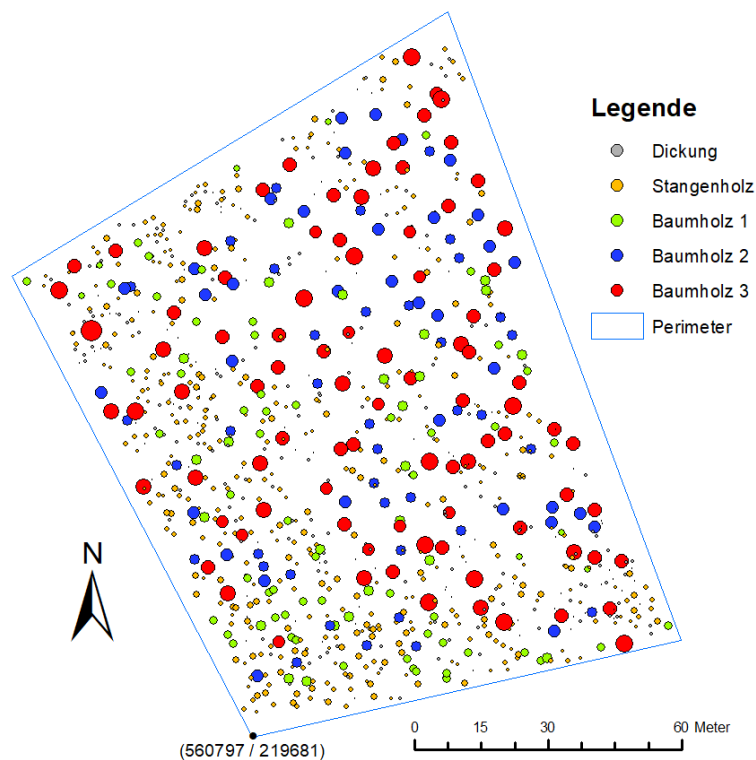 Legende
Dickung
Stangenholz
Baumholz 1
Baumholz 2
Baumholz 3
Perimeter
N
(560797 / 219681)
0 15 30 60 Meter